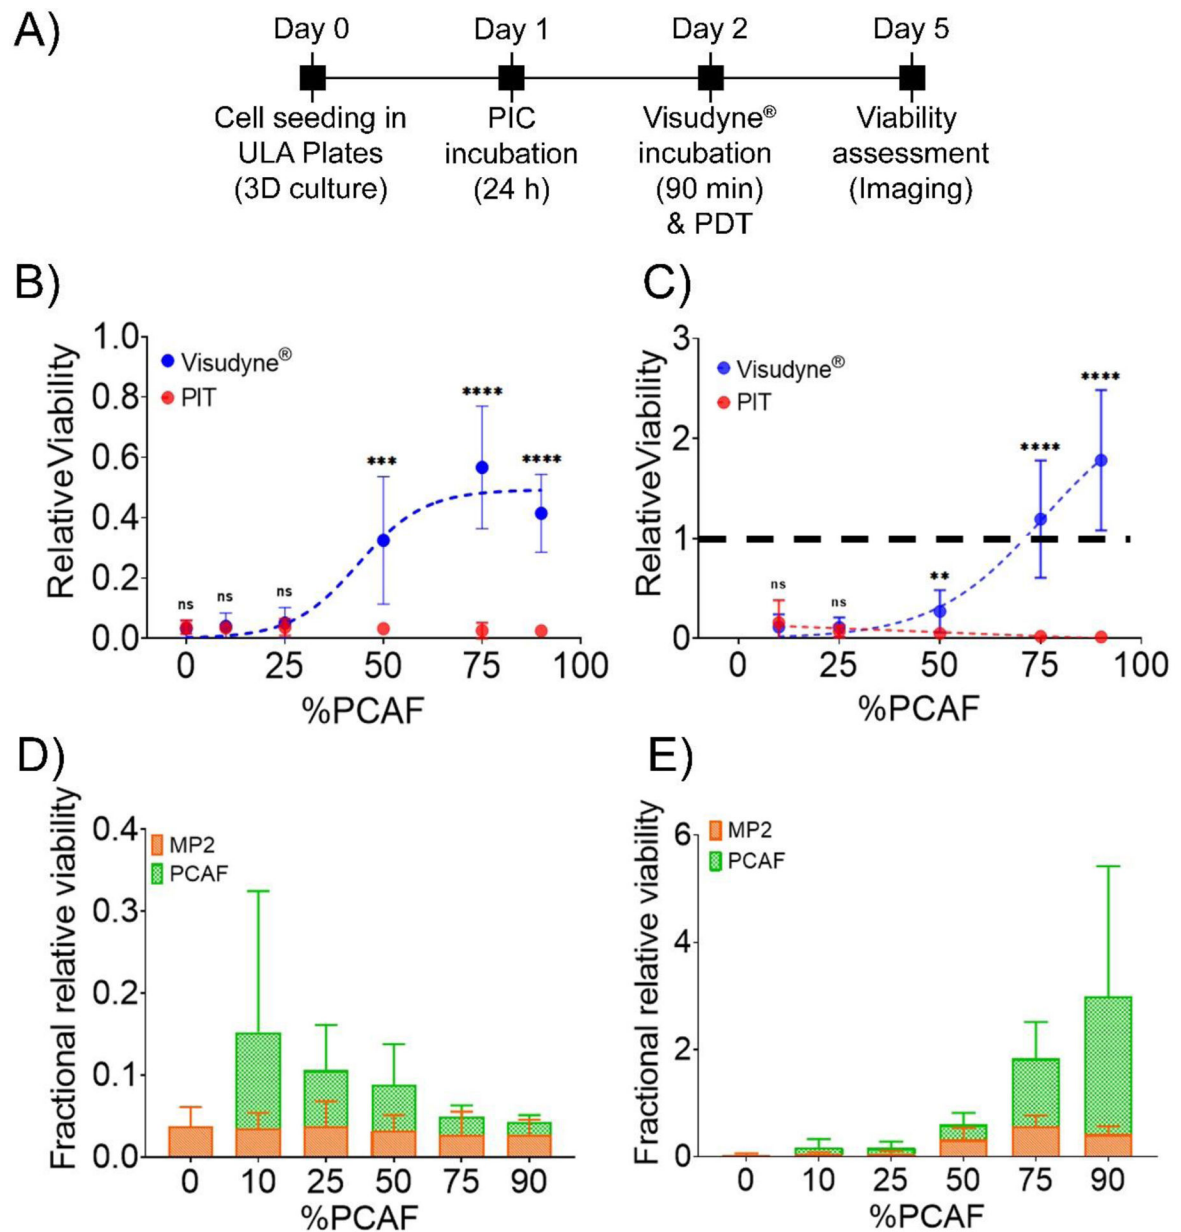 A)
Day 0 Day 1 Day 2 Day 5
Cell seeding in ULA Plates (3D culture)
PIC incubation (24 h)
Visudyne® incubation (90 min) & PDT
Viability assessment (Imaging)
B)
Relative Viability
1.0
0.8
0.6
0.4
0.2
0.0
Visudyne®
PIT
ns
ns
ns
***
****
****
0 25 50 75 100
%PCAF
C)
Relative Viability
3
2
1
0
Visudyne®
PIT
ns
ns
**
****
****
0 25 50 75 100
%PCAF
D)
Fractional relative viability
0.4
0.3
0.2
0.1
0.0
MP2
PCAF
0 10 25 50 75 90
%PCAF
E)
Fractional relative viability
6
4
2
0
MP2
PCAF
0 10 25 50 75 90
%PCAF